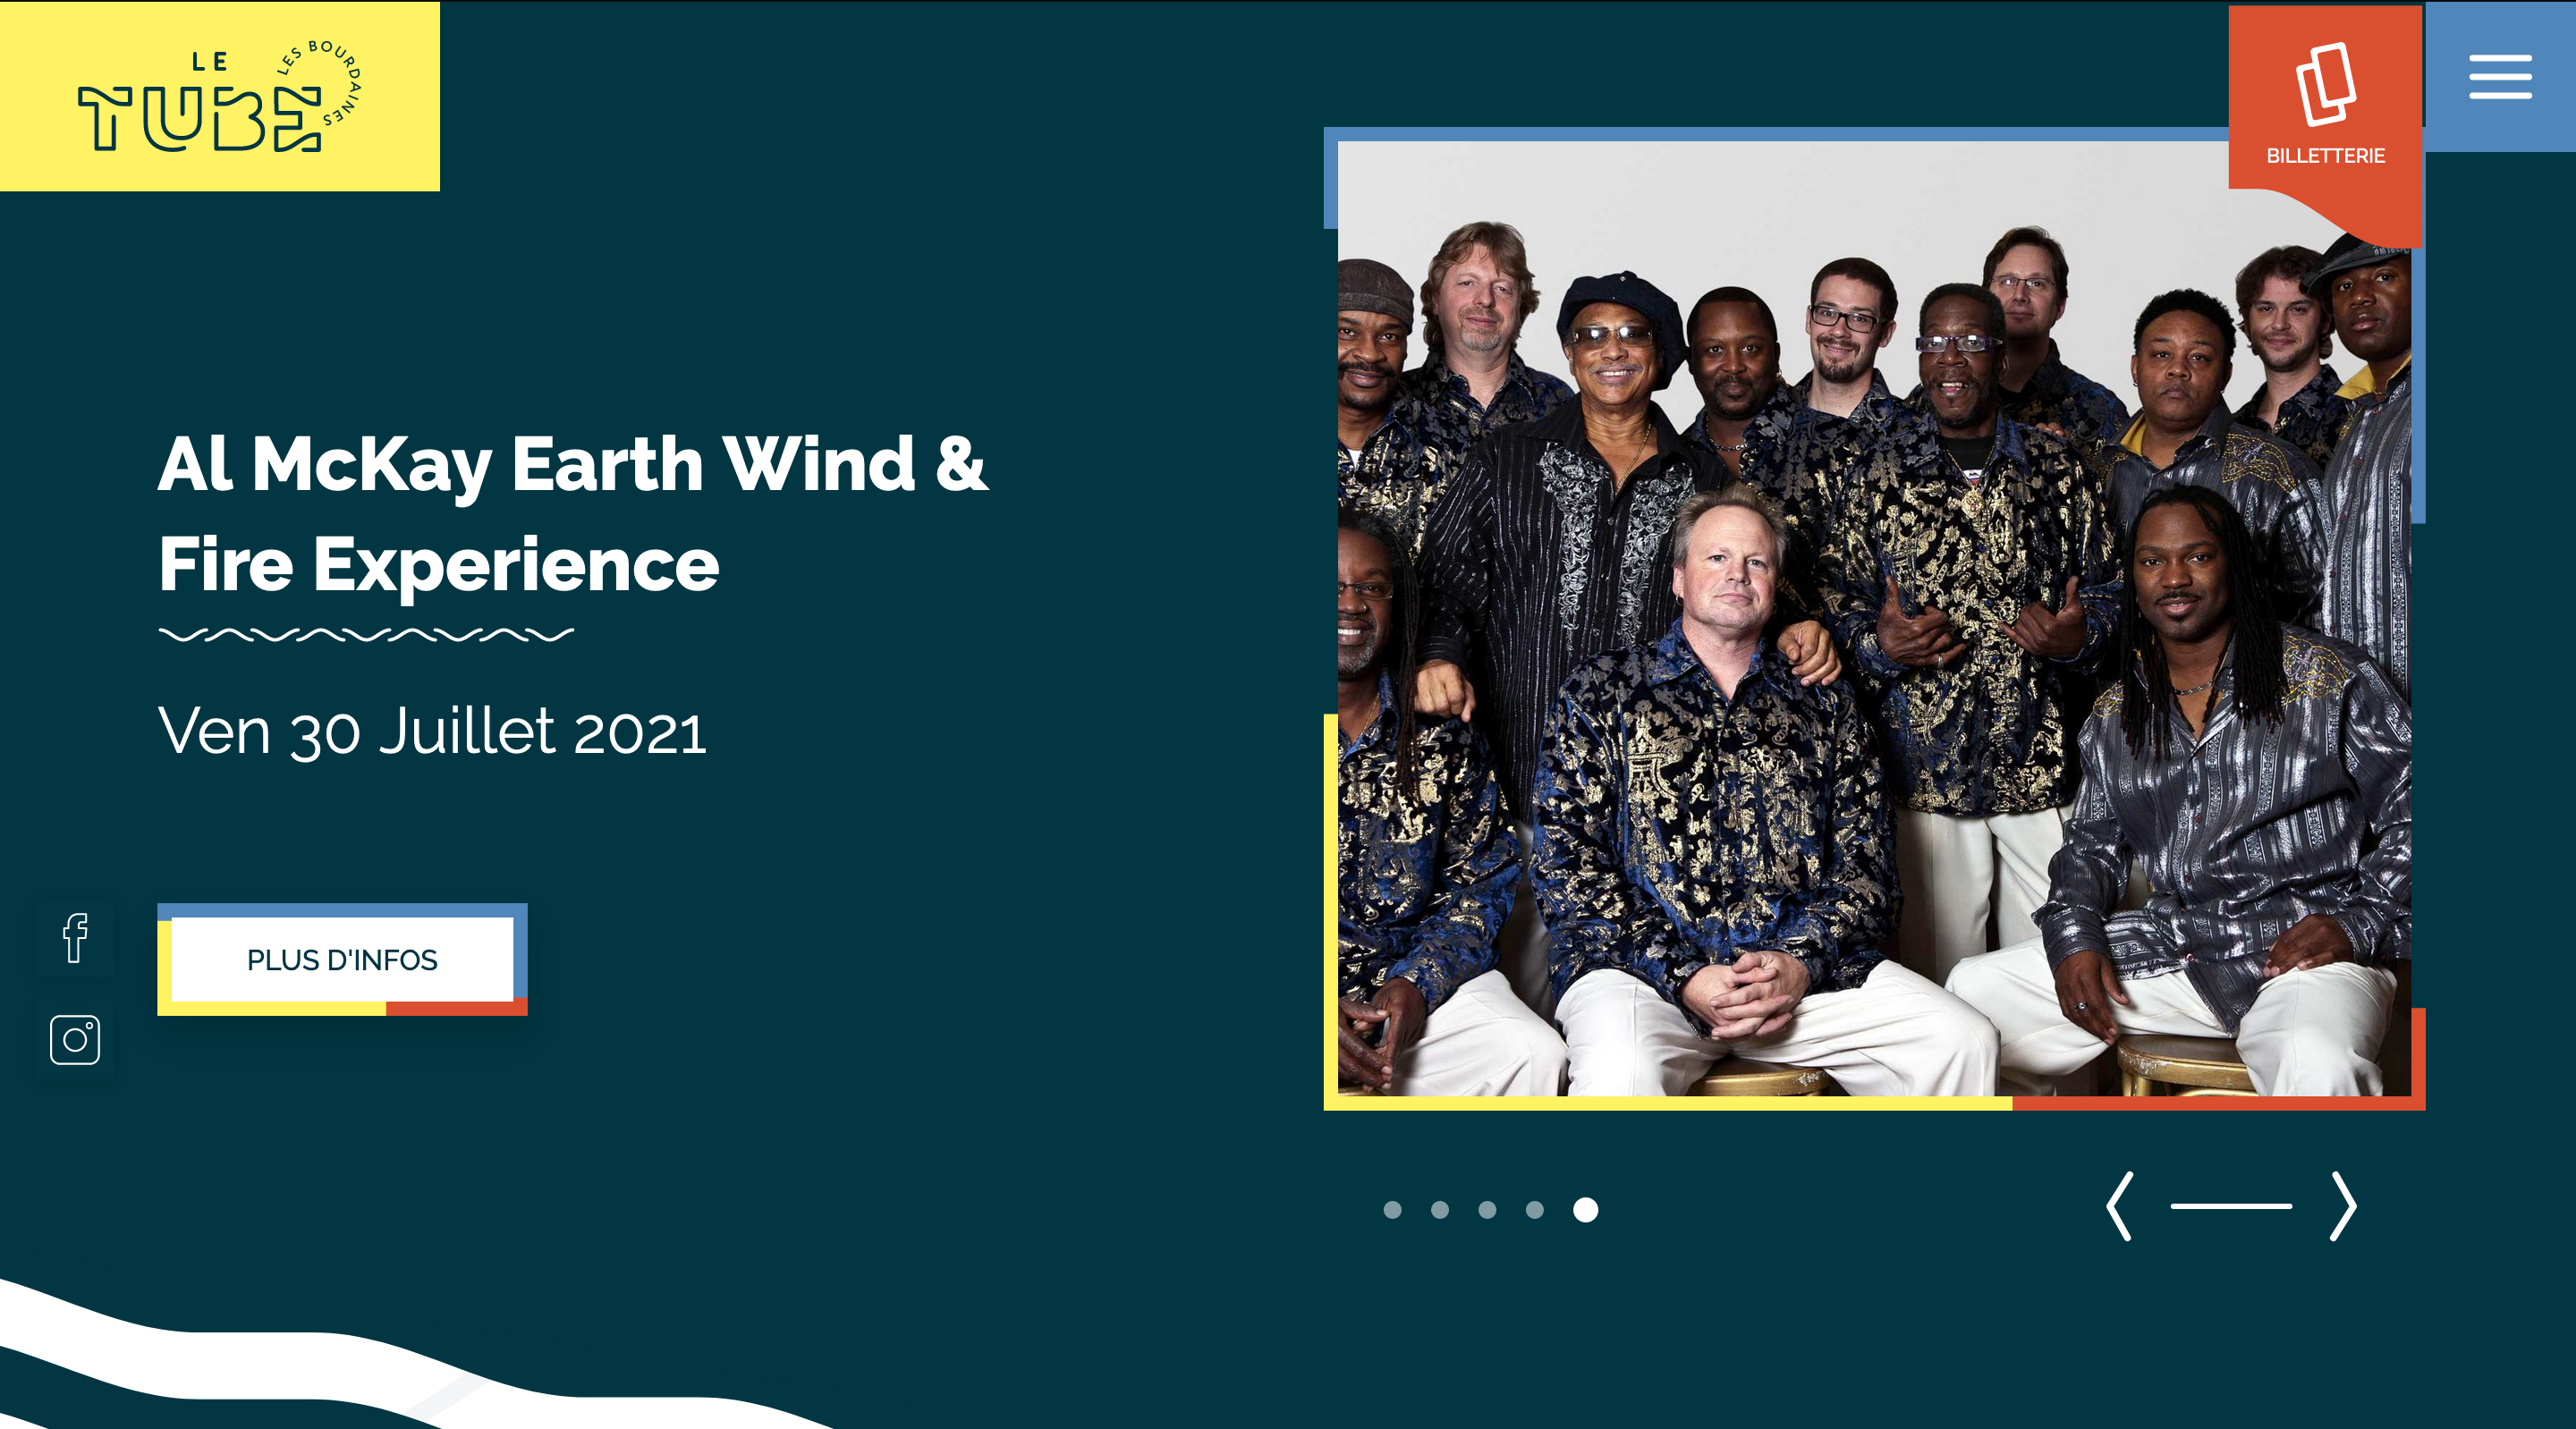 LE
TUBE
LES BOURDAINES
BILLETTERIE
Al McKay Earth Wind &
Fire Experience
Ven 30 Juillet 2021
PLUS D'INFOS